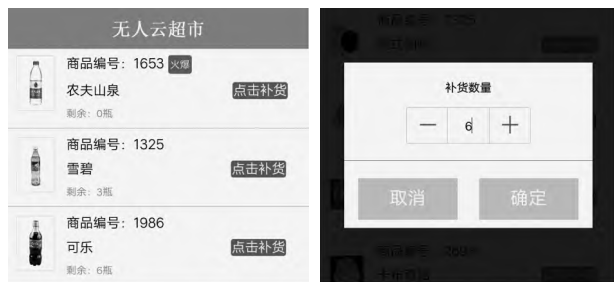 无人云超市
商品编号：1653 火爆
农夫山泉
点击补货
剩余：0瓶
商品编号：1325
雪碧
点击补货
剩余：3瓶
商品编号：1986
可乐
点击补货
剩余：6瓶
补货数量
— 6 +
取消 确定